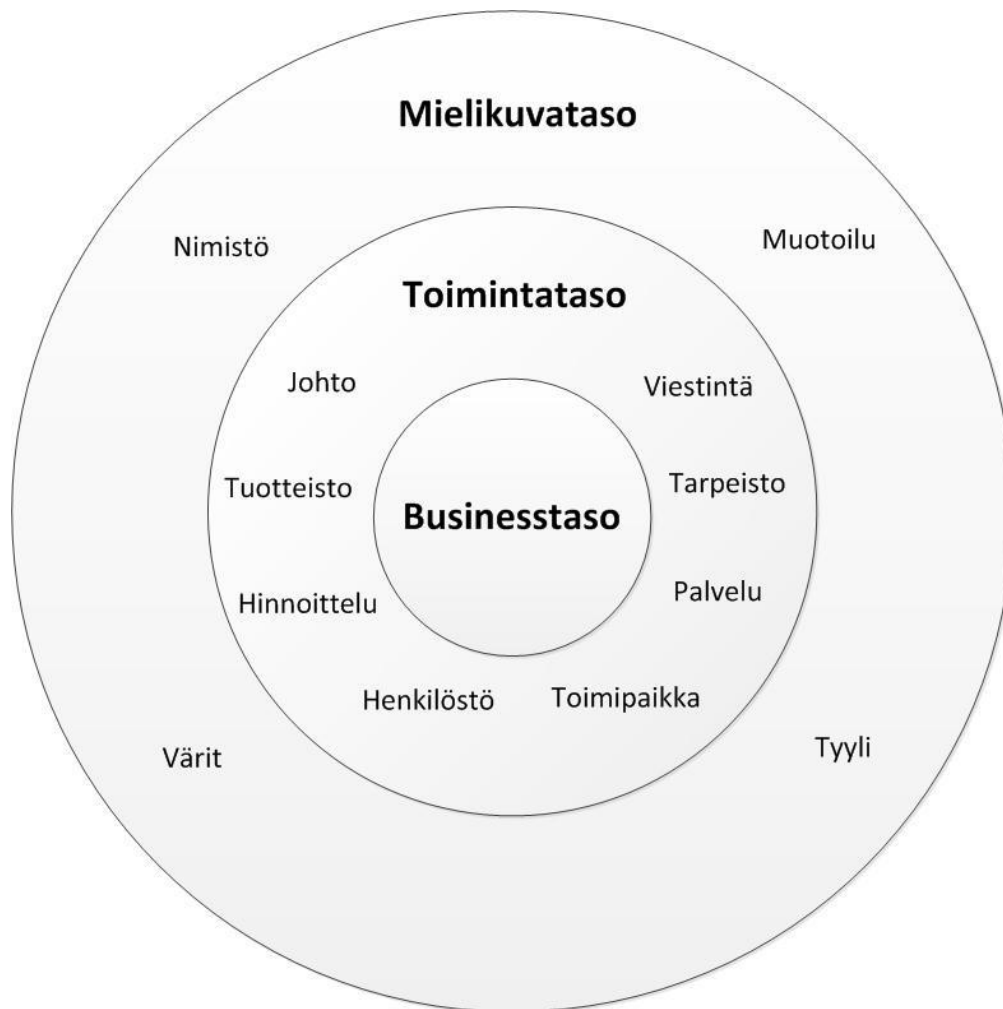 Mielikuvataso
Nimistö
Muotoilu
Toimintataso
Johto
Viestintä
Tuotteisto
Tarpeisto
Businesstaso
Hinnoittelu
Palvelu
Henkilöstö
Toimipaikka
Värit
Tyyli